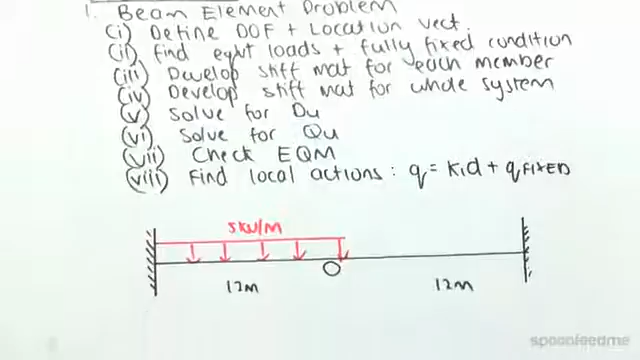 1. Beam Element Problem
(i) Define DOF + Location vect.
(ii) Find eqvt loads + fully fixed condition
(iii) Develop stiff mat for each member
(iv) Develop stiff mat for whole system
(v) Solve for Du
(vi) Solve for Qu
(vii) Check EQM
(viii) Find local actions: q = Kid + qFIXED
5kN/M
12M 12M
spoonfeedme